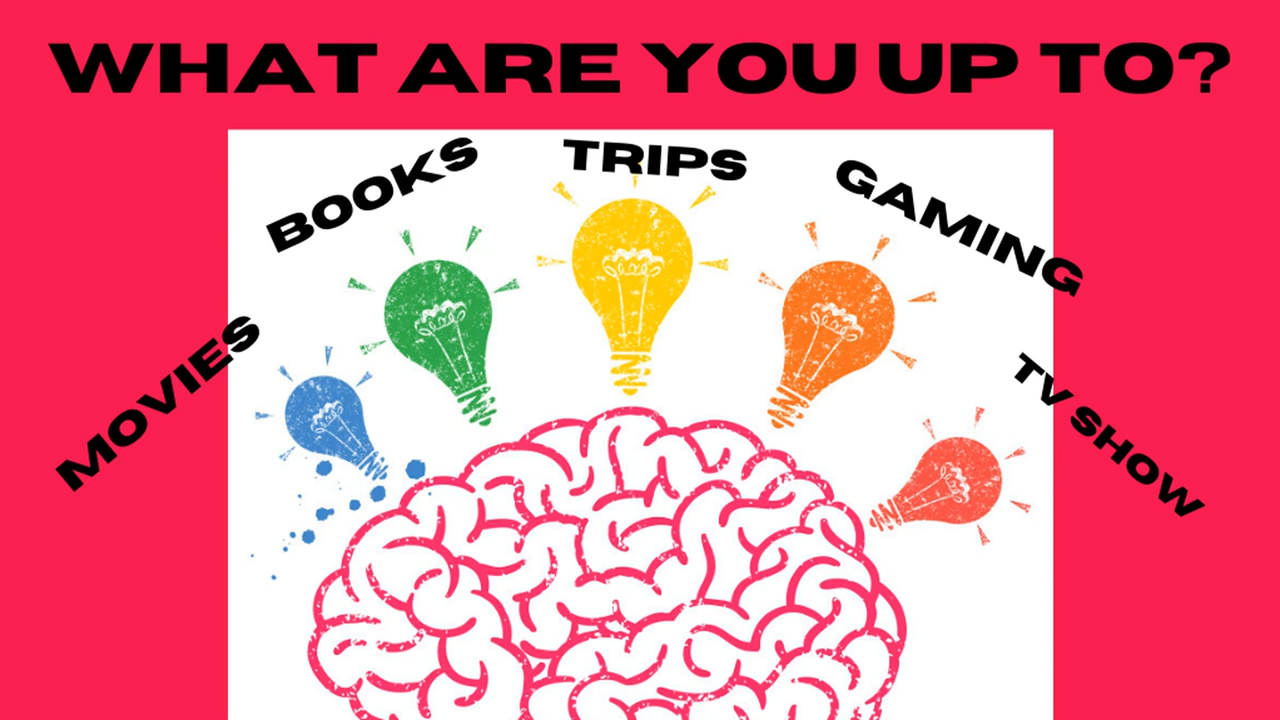 WHAT ARE YOU UP TO?
MOVIES
BOOKS
TRIPS
GAMING
TV SHOW